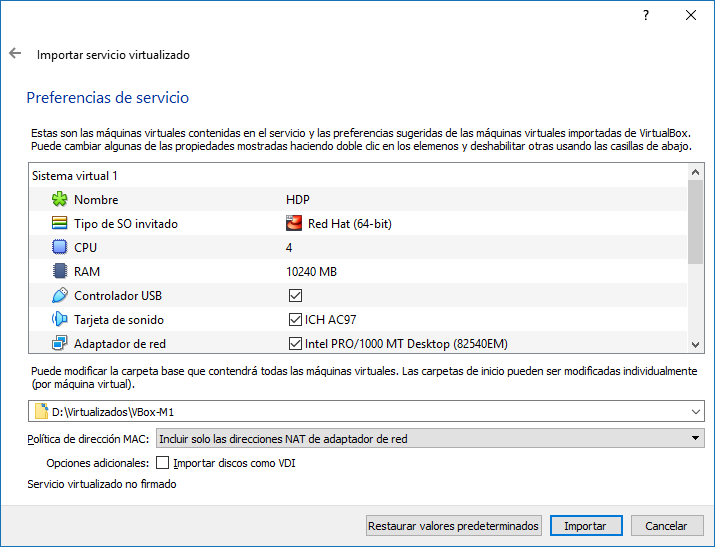 ?
Importar servicio virtualizado
Preferencias de servicio
Estas son las máquinas virtuales contenidas en el servicio y las preferencias sugeridas de las máquinas virtuales importadas de VirtualBox.
Puede cambiar algunas de las propiedades mostradas haciendo doble clic en los elemenos y deshabilitar otras usando las casillas de abajo.
Sistema virtual 1
Nombre HDP
Tipo de SO invitado Red Hat (64-bit)
CPU 4
RAM 10240 MB
Controlador USB
Tarjeta de sonido ICH AC97
Adaptador de red Intel PRO/1000 MT Desktop (82540EM)
Puede modificar la carpeta base que contendrá todas las máquinas virtuales. Las carpetas de inicio pueden ser modificadas individualmente
(por máquina virtual).
D:\Virtualizados\VBox-M1
Política de dirección MAC: Incluir solo las direcciones NAT de adaptador de red
Opciones adicionales: Importar discos como VDI
Servicio virtualizado no firmado
Restaurar valores predeterminados Importar Cancelar